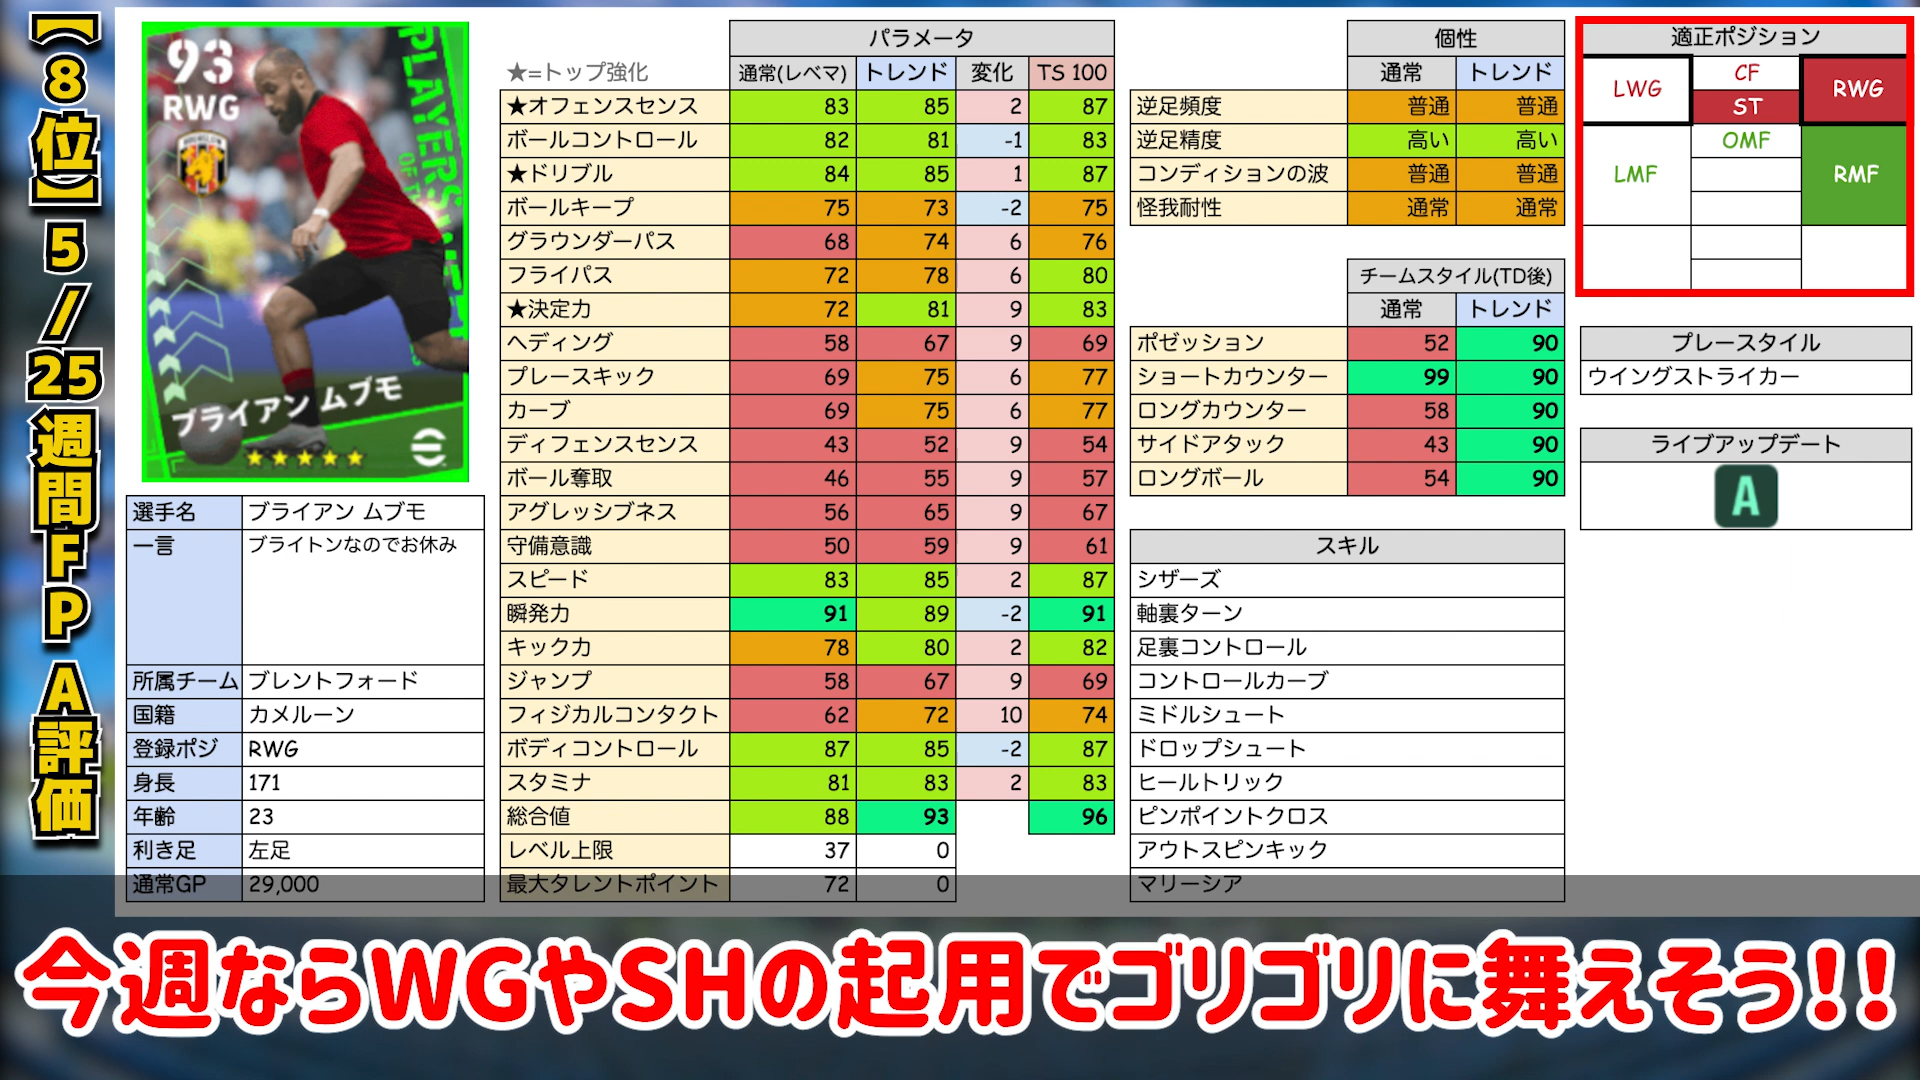 【8位】5/25週間FP A評価
93
RWG
PLAYERS
OF THE
ブライアン ムブモ
★★★★★
選手名 ブライアン ムブモ
一言 ブライトンなのでお休み
所属チーム ブレントフォード
国籍 カメルーン
登録ポジ RWG
身長 171
年齢 23
利き足 左足
通常GP 29,000
パラメータ
★=トップ強化 通常(レベマ) トレンド 変化 TS 100
★オフェンスセンス 83 85 2 87
ボールコントロール 82 81 -1 83
★ドリブル 84 85 1 87
ボールキープ 75 73 -2 75
グラウンダーパス 68 74 6 76
フライパス 72 78 6 80
★決定力 72 81 9 83
ヘディング 58 67 9 69
プレースキック 69 75 6 77
カーブ 69 75 6 77
ディフェンスセンス 43 52 9 54
ボール奪取 46 55 9 57
アグレッシブネス 56 65 9 67
守備意識 50 59 9 61
スピード 83 85 2 87
瞬発力 91 89 -2 91
キック力 78 80 2 82
ジャンプ 58 67 9 69
フィジカルコンタクト 62 72 10 74
ボディコントロール 87 85 -2 87
スタミナ 81 83 2 83
総合値 88 93 96
レベル上限 37 0
最大タレントポイント 72 0
個性
通常 トレンド
逆足頻度 普通 普通
逆足精度 高い 高い
コンディションの波 普通 普通
怪我耐性 通常 通常
チームスタイル(TD後)
通常 トレンド
ポゼッション 52 90
ショートカウンター 99 90
ロングカウンター 58 90
サイドアタック 43 90
ロングボール 54 90
スキル
シザーズ
軸裏ターン
足裏コントロール
コントロールカーブ
ミドルシュート
ドロップシュート
ヒールトリック
ピンポイントクロス
アウトスピンキック
マリーシア
適正ポジション
LWG CF RWG
ST
LMF OMF RMF
プレースタイル
ウイングストライカー
ライブアップデート
A
今週ならWGやSHの起用でゴリゴリに舞えそう!!